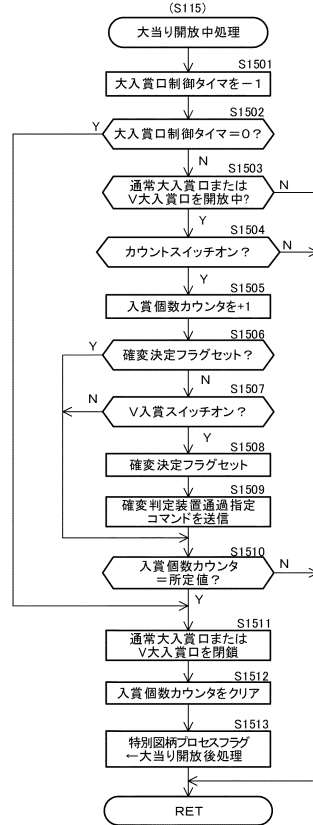 (S115)
大当り開放中処理
S1501
大入賞口制御タイマを－1
S1502
Y
大入賞口制御タイマ＝0？
N
S1503
通常大入賞口または
V大入賞口を開放中？
N
Y
S1504
カウントスイッチオン？
N
Y
S1505
入賞個数カウンタを+1
S1506
Y
確変決定フラグセット？
N
S1507
N
V入賞スイッチオン？
Y
S1508
確変決定フラグセット
S1509
確変判定装置通過指定
コマンドを送信
S1510
入賞個数カウンタ
＝所定値？
N
Y
S1511
通常大入賞口または
V大入賞口を閉鎖
S1512
入賞個数カウンタをクリア
S1513
特別図柄プロセスフラグ
←大当り開放後処理
RET